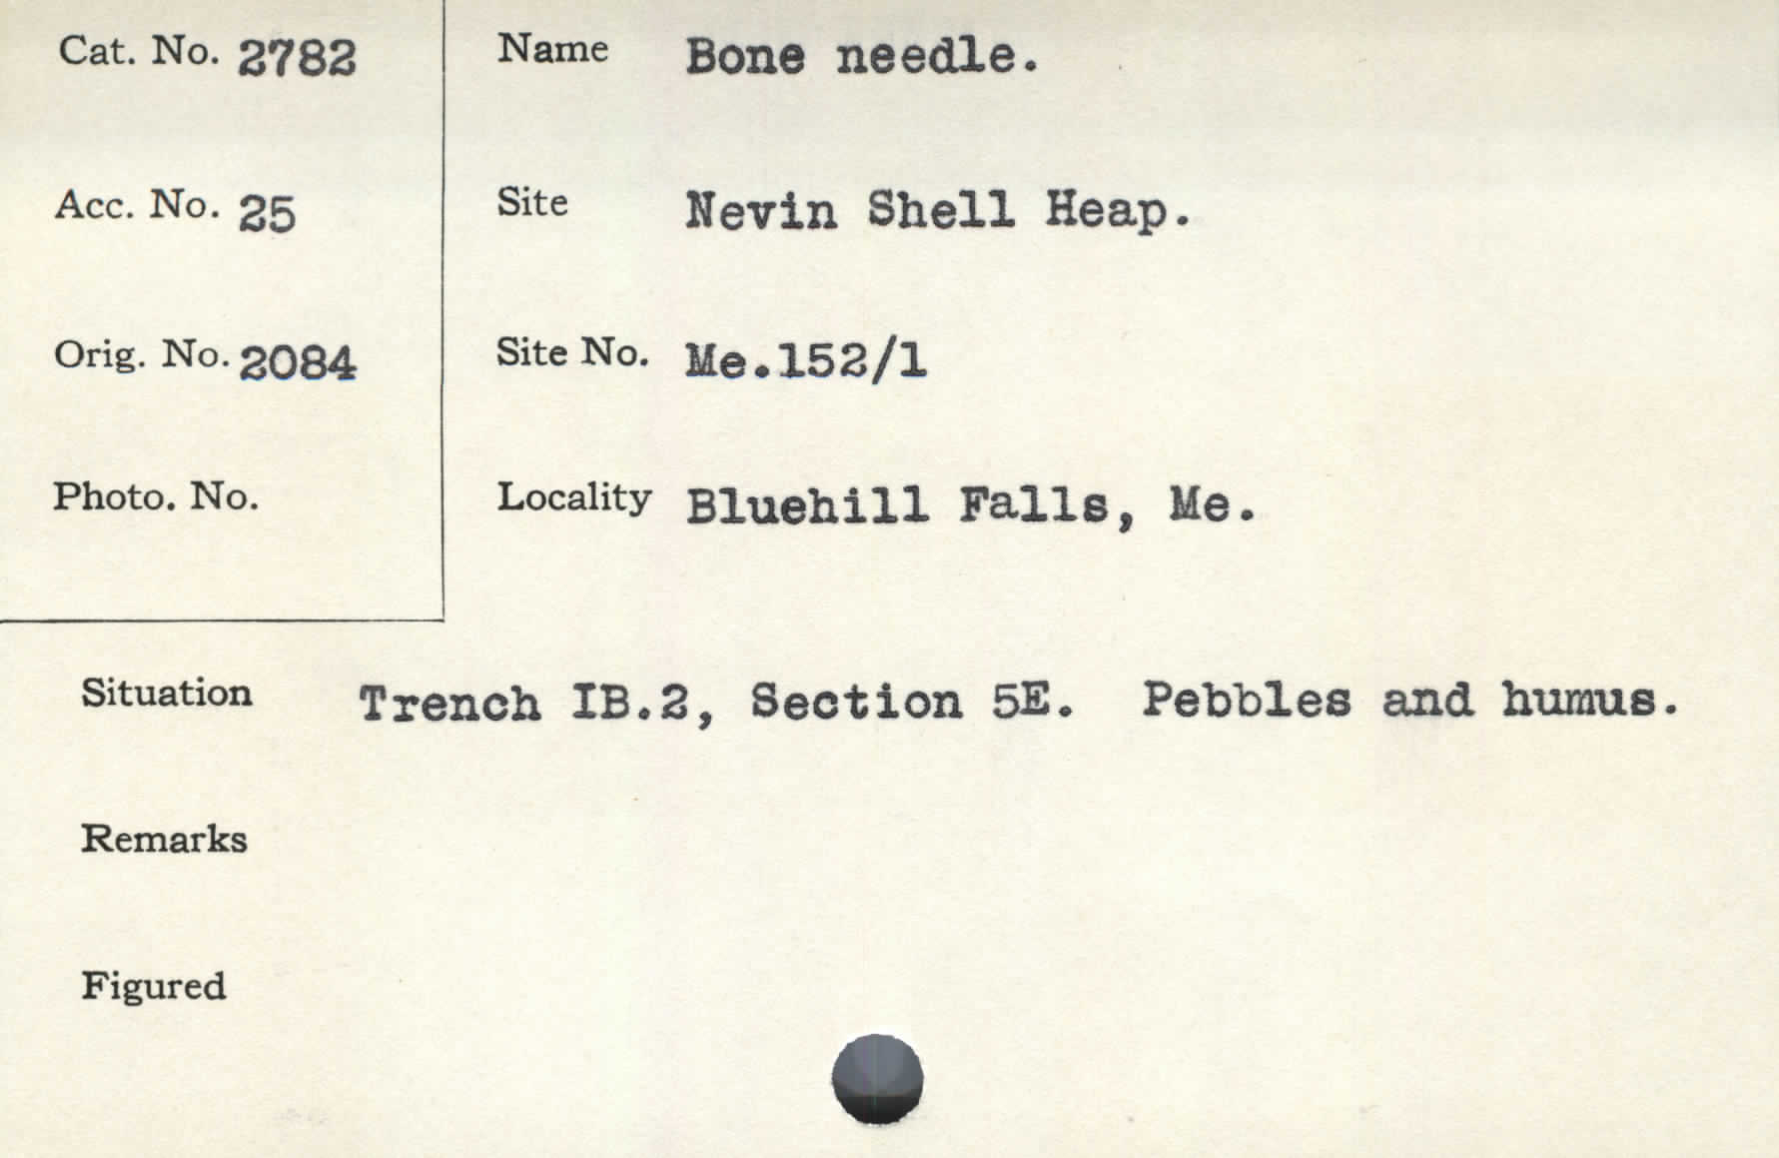 Cat. No. 2782
Name Bone needle.
Acc. No. 25
Site Nevin Shell Heap.
Orig. No. 2084
Site No. Me.152/1
Photo. No.
Locality Bluehill Falls, Me.
Situation Trench IB.2, Section 5E. Pebbles and humus.
Remarks
Figured